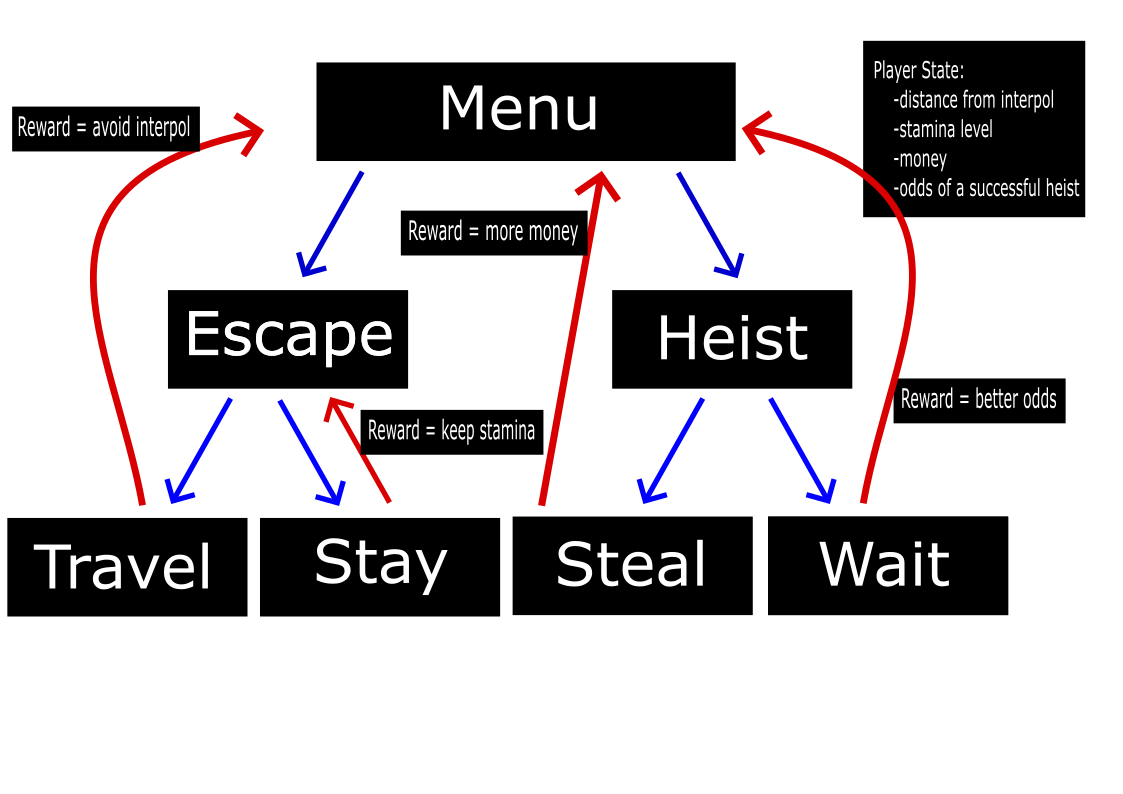 Menu
Player State:
-distance from interpol
-stamina level
-money
-odds of a successful heist
Reward = avoid interpol
Reward = more money
Escape
Heist
Reward = keep stamina
Reward = better odds
Travel
Stay
Steal
Wait